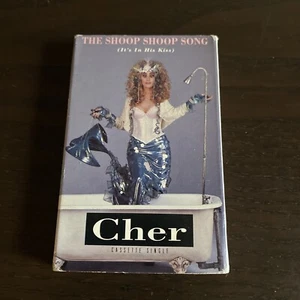 THE SHOOP SHOOP SONG
(It's In His Kiss)
Cher
CASSETTE SINGLE